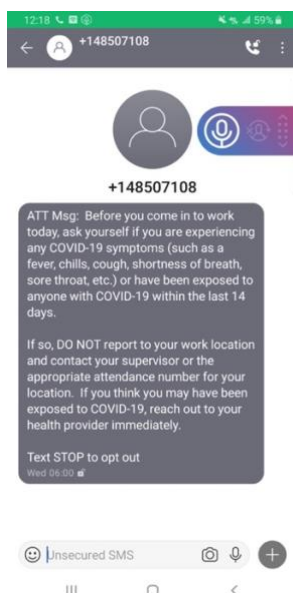 12:18
59%
+148507108
+148507108
ATT Msg:  Before you come in to work
today, ask yourself if you are experiencing
any COVID-19 symptoms (such as a
fever, chills, cough, shortness of breath,
sore throat, etc.) or have been exposed to
anyone with COVID-19 within the last 14
days.
If so, DO NOT report to your work location
and contact your supervisor or the
appropriate attendance number for your
location.  If you think you may have been
exposed to COVID-19, reach out to your
health provider immediately.
Text STOP to opt out
Wed 06:00
Unsecured SMS